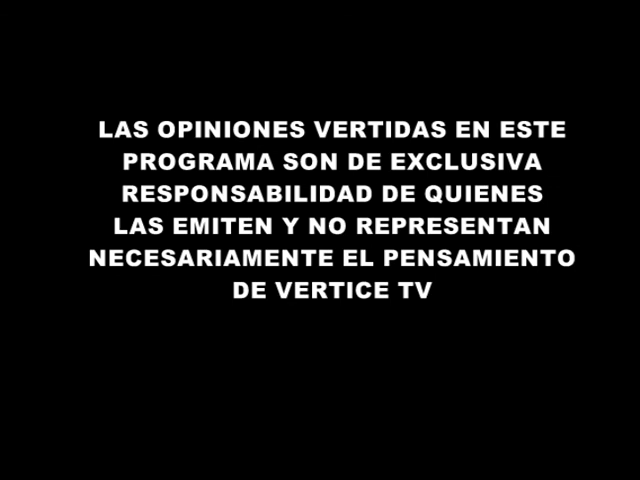 LAS OPINIONES VERTIDAS EN ESTE
PROGRAMA SON DE EXCLUSIVA
RESPONSABILIDAD DE QUIENES
LAS EMITEN Y NO REPRESENTAN
NECESARIAMENTE EL PENSAMIENTO
DE VERTICE TV